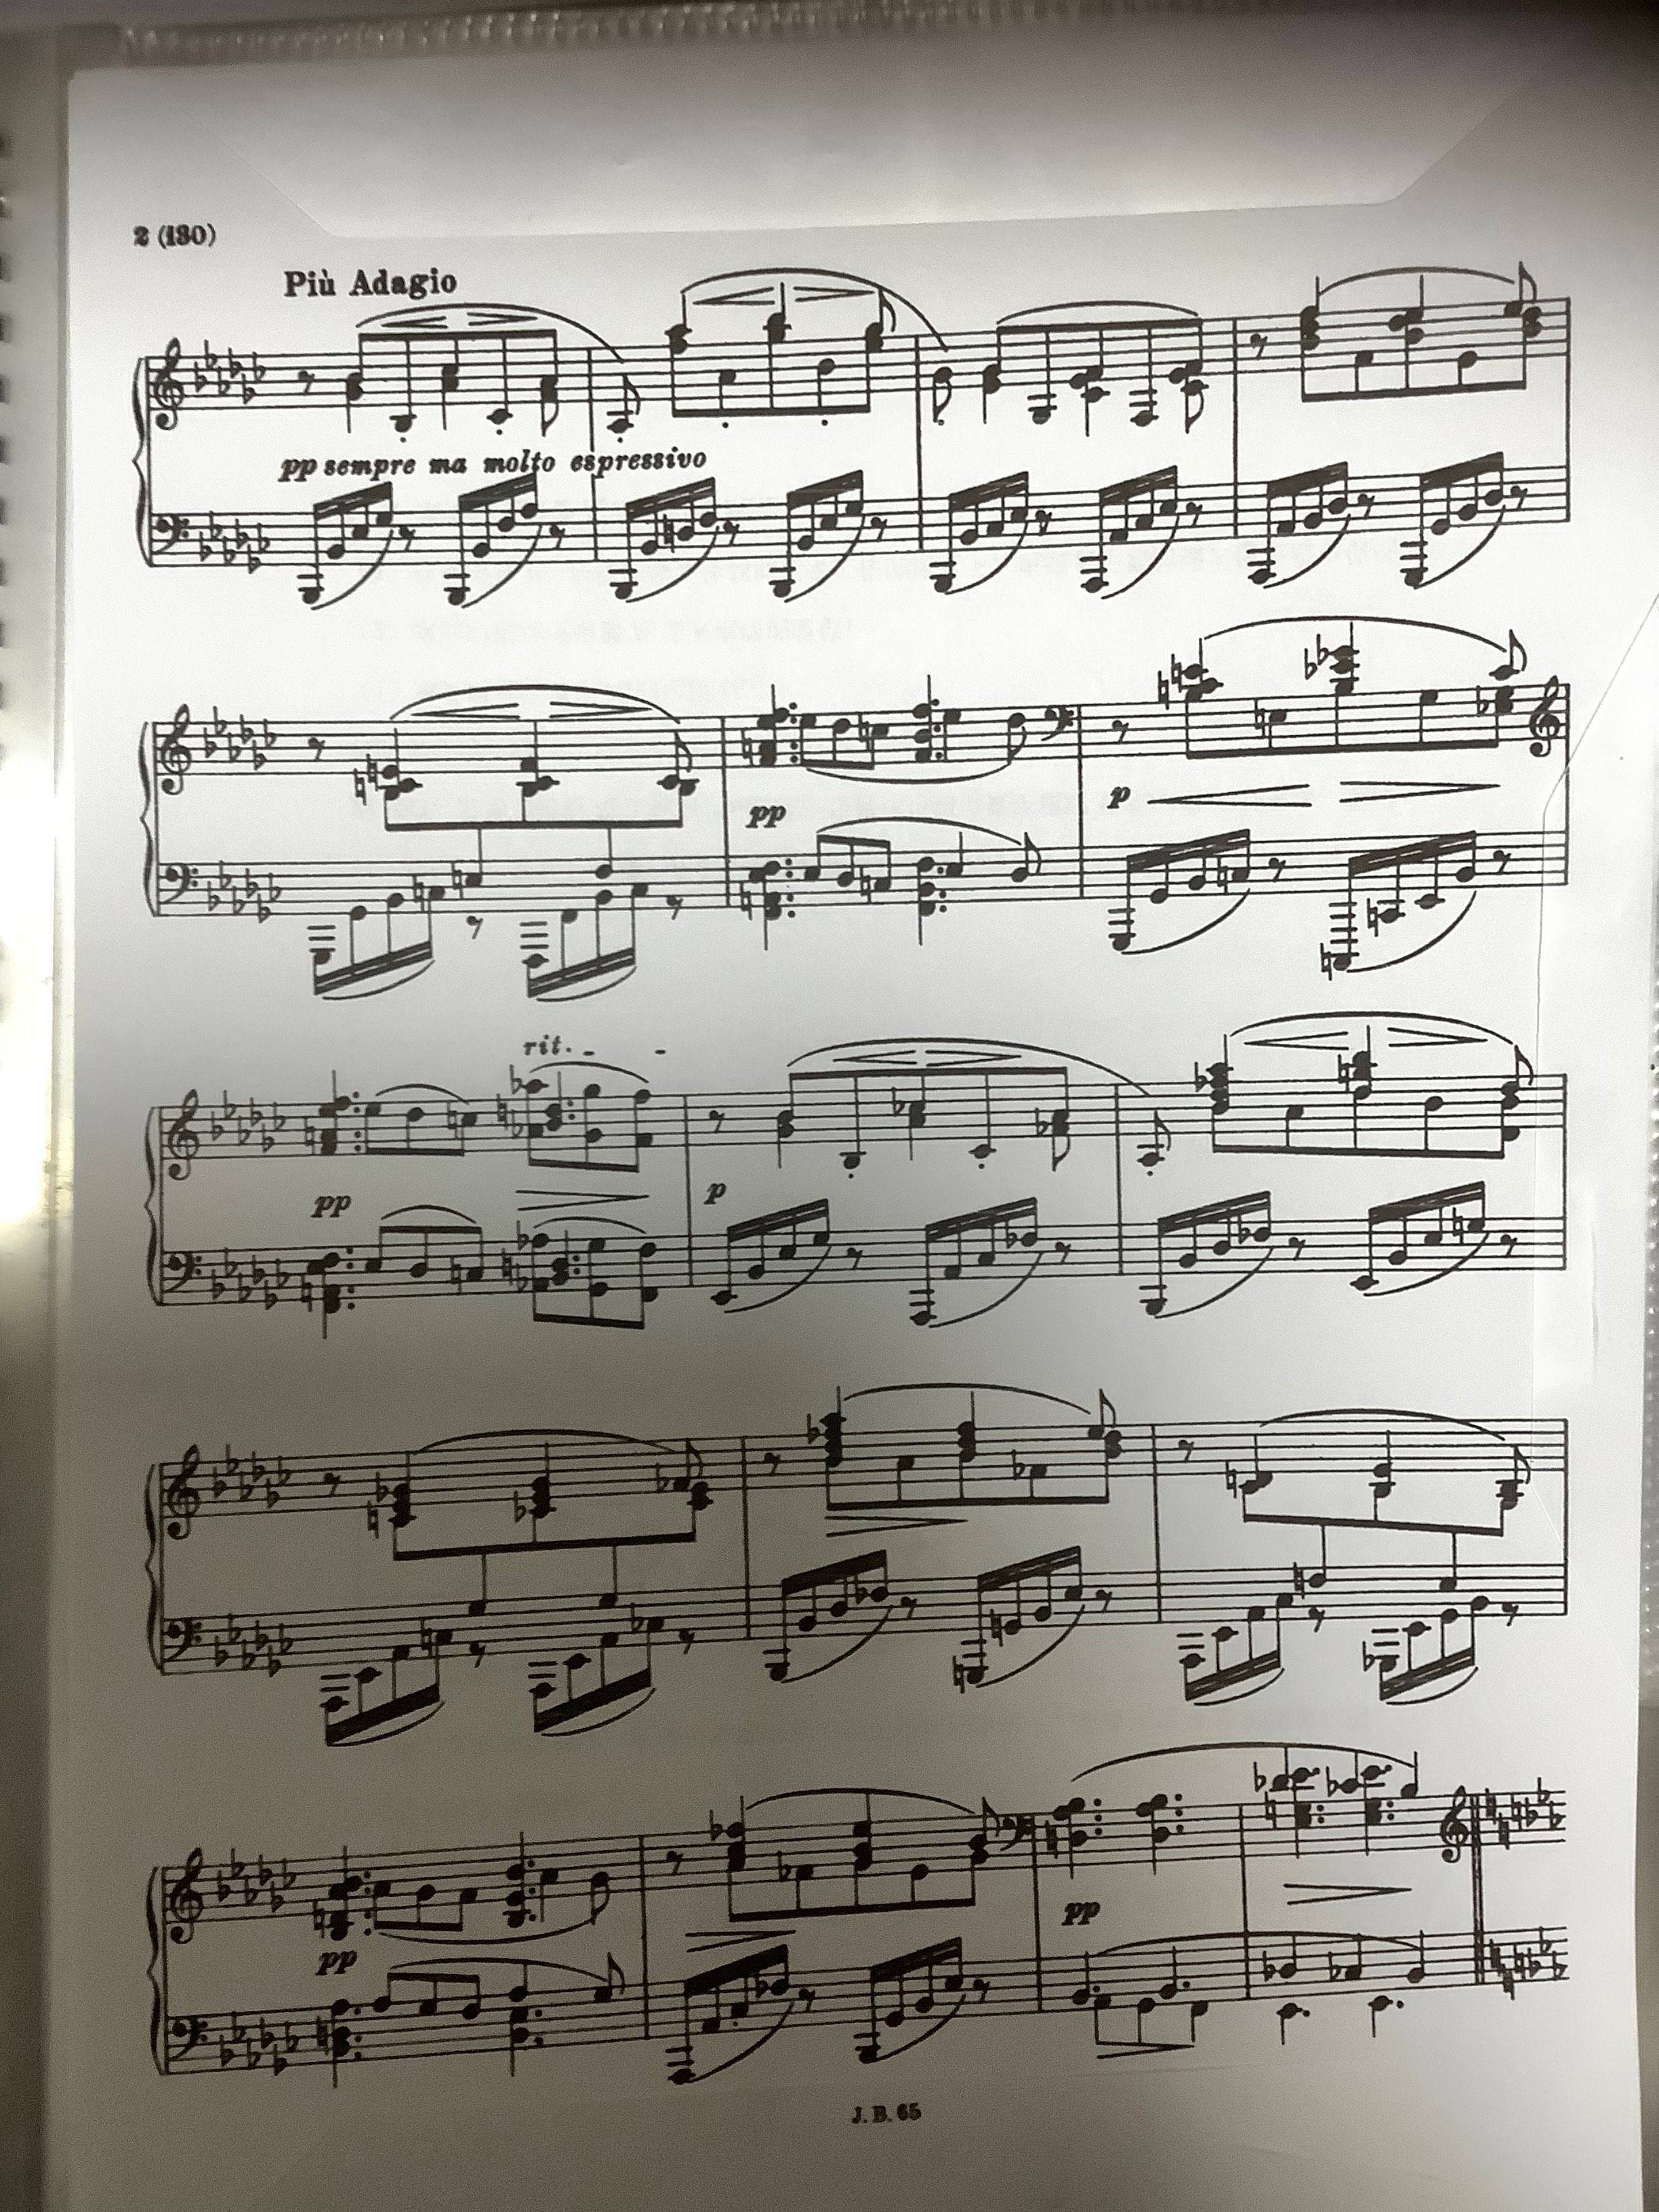 2 (130)
Più Adagio
pp sempre ma molto espressivo
pp
p
rit. - -
pp
p
pp
pp
J. B. 65